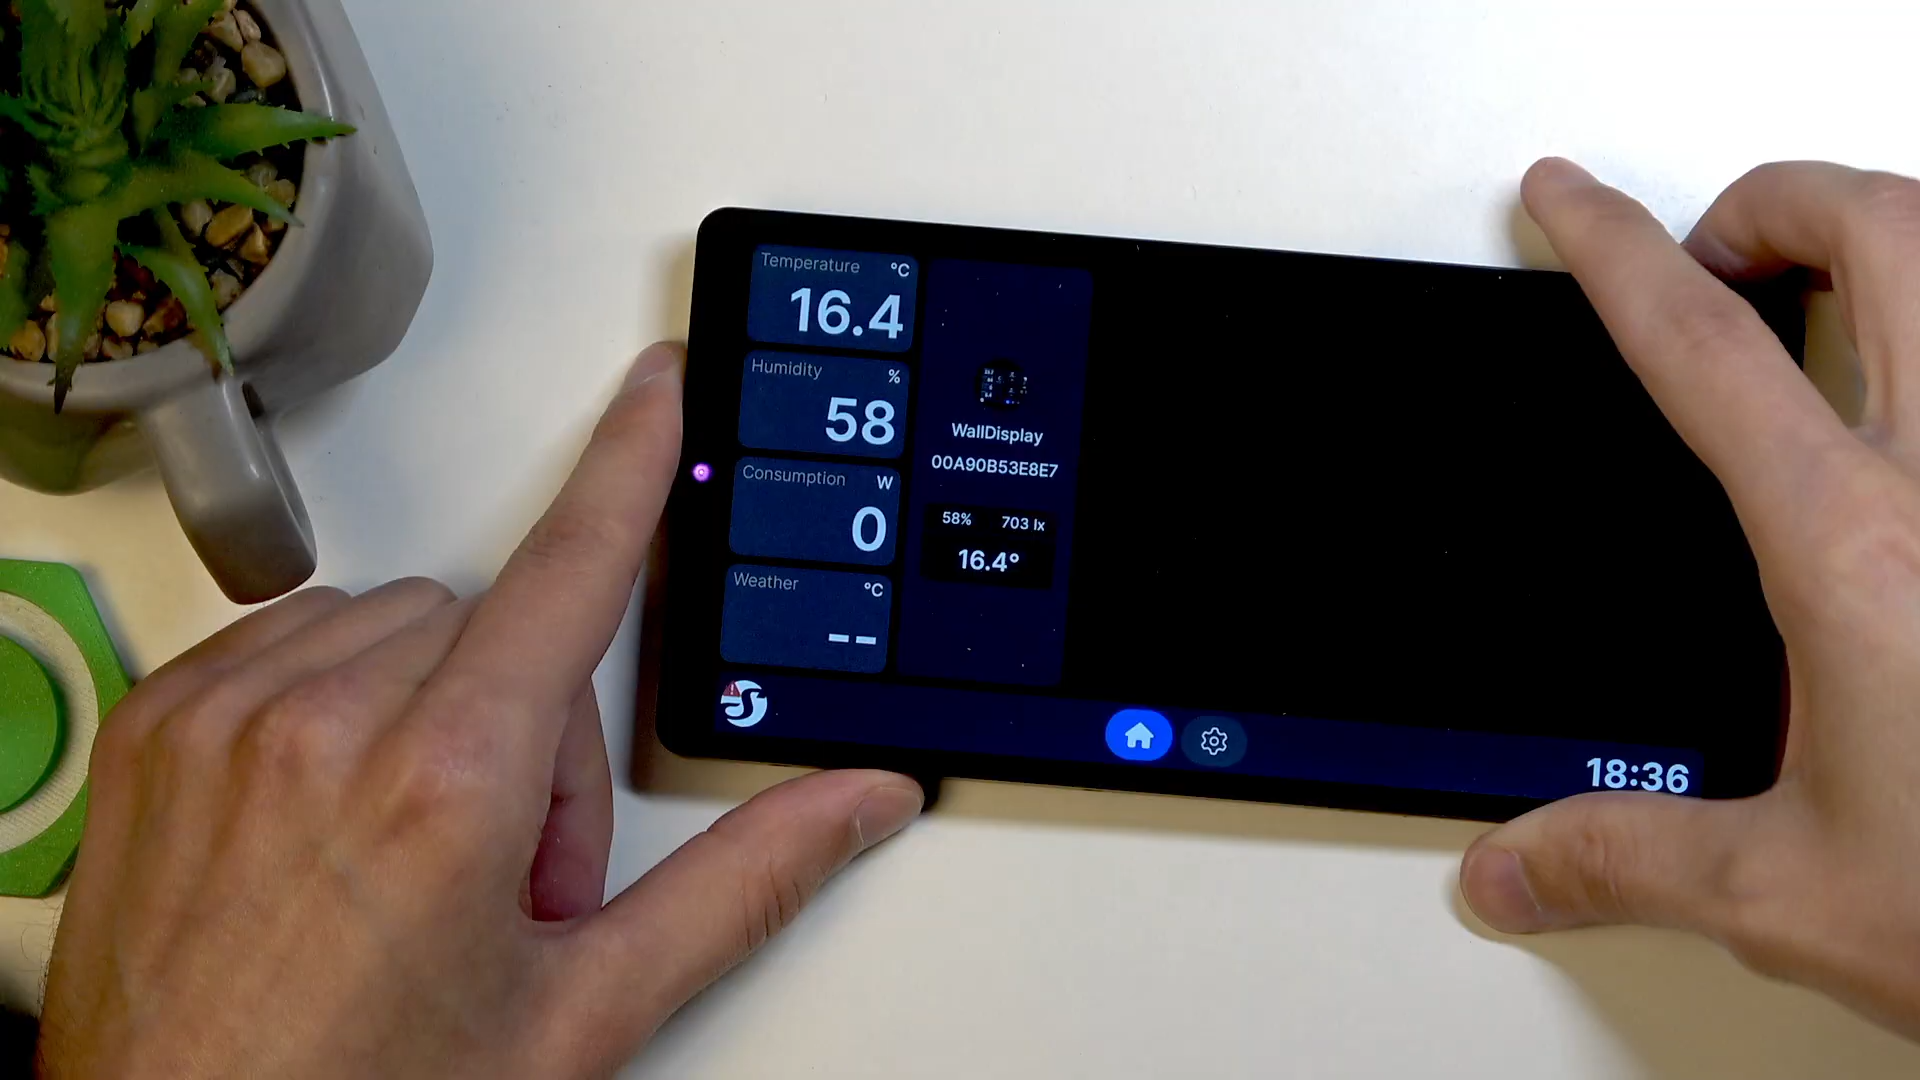 Temperature °C
16.4
Humidity %
58
Consumption W
0
Weather °C
--
WallDisplay
00A90B53E8E7
58% 703 lx
16.4°
18:36